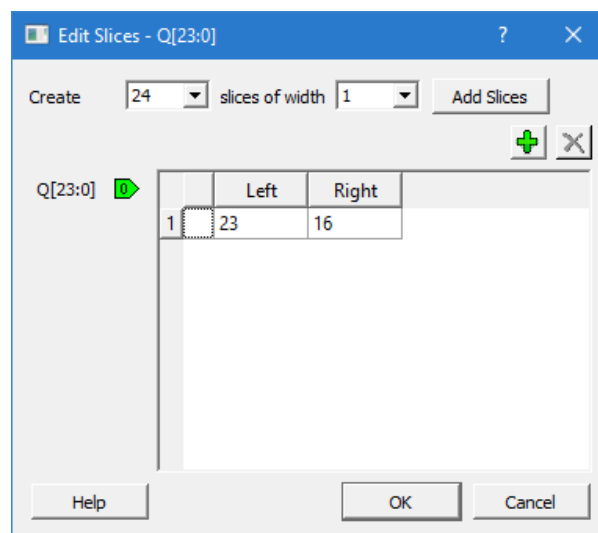 Edit Slices - Q[23:0] ?
Create 24 slices of width 1 Add Slices
Q[23:0] 0
Left Right
1 23 16
Help OK Cancel